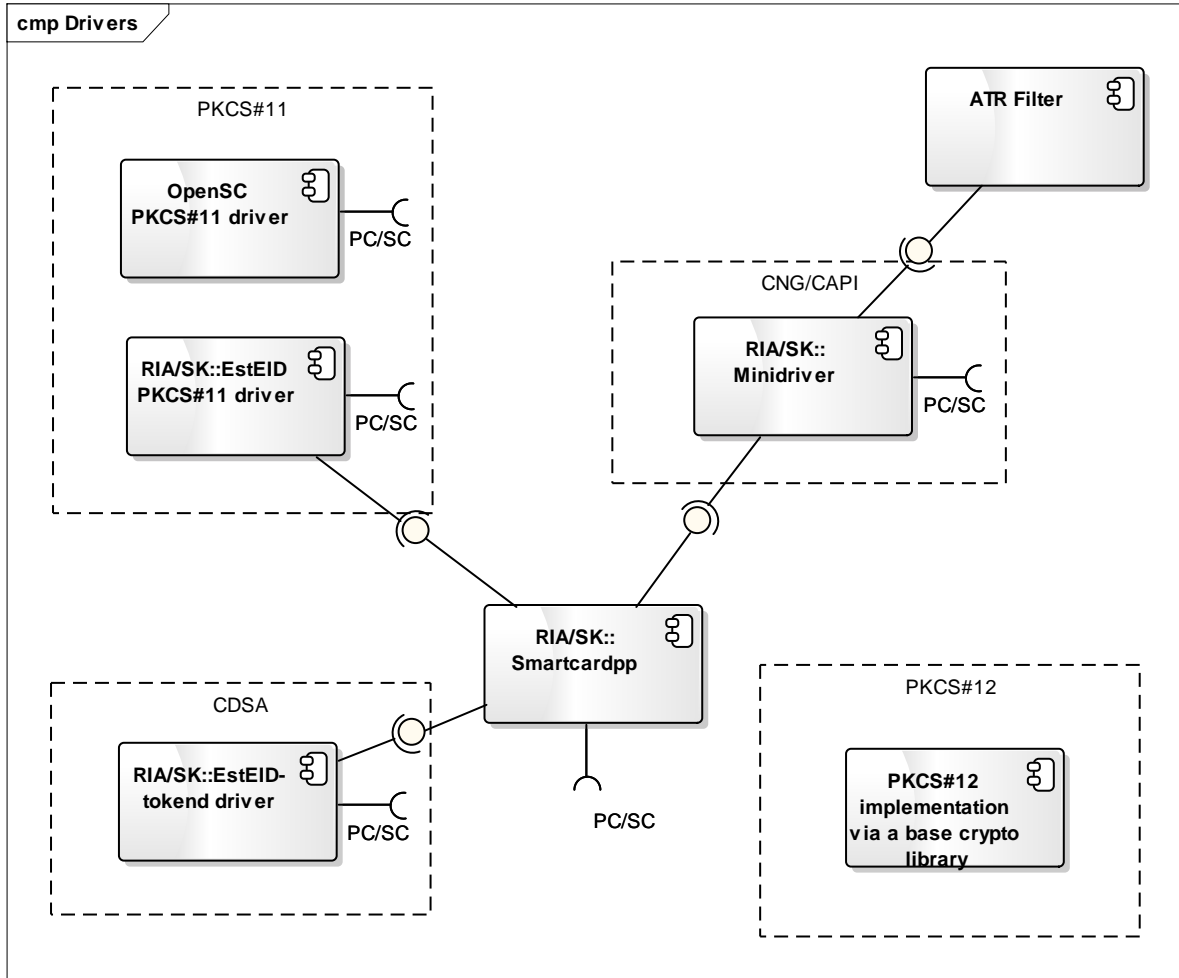 cmp Drivers
PKCS#11
OpenSC
PKCS#11 driver
PC/SC
RIA/SK::EstEID
PKCS#11 driver
PC/SC
ATR Filter
CNG/CAPI
RIA/SK::
Minidriver
PC/SC
RIA/SK::
Smartcardpp
PC/SC
CDSA
RIA/SK::EstEID-
tokend driver
PC/SC
PKCS#12
PKCS#12
implementation
via a base crypto
library